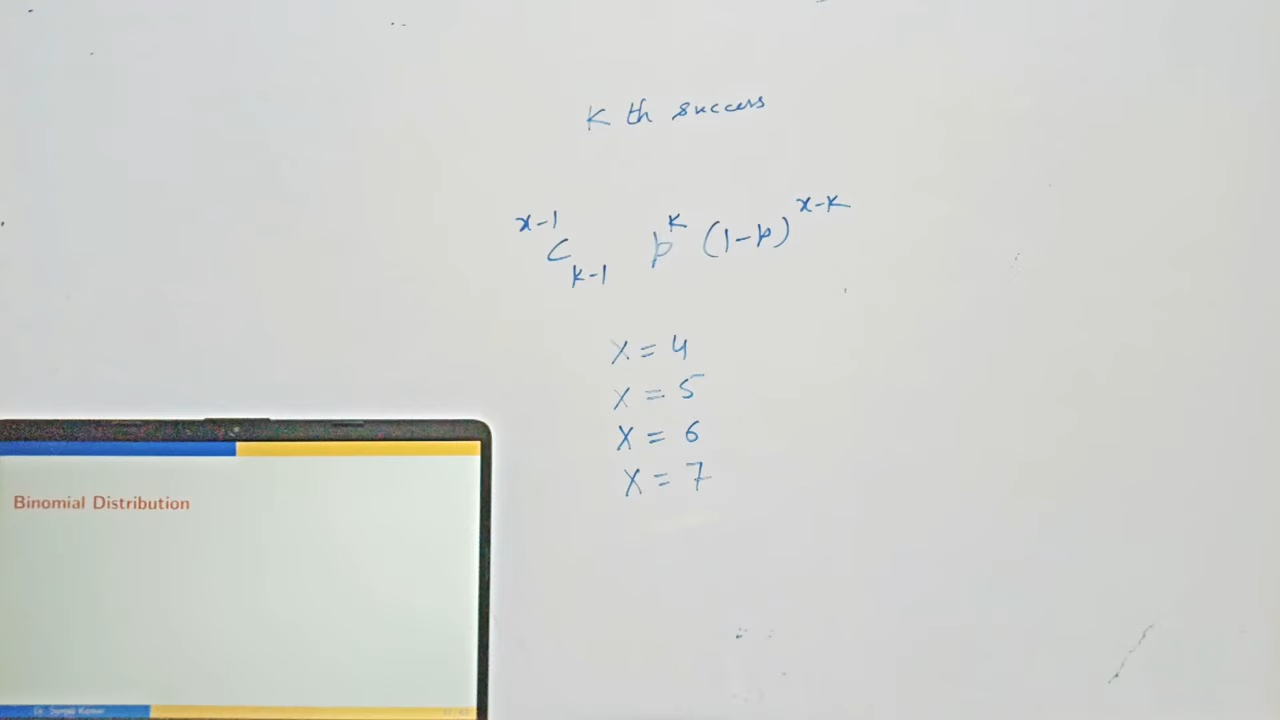 K th success
x-1
C p^k (1-p)^x-k
k-1
X = 4
X = 5
X = 6
X = 7
Binomial Distribution